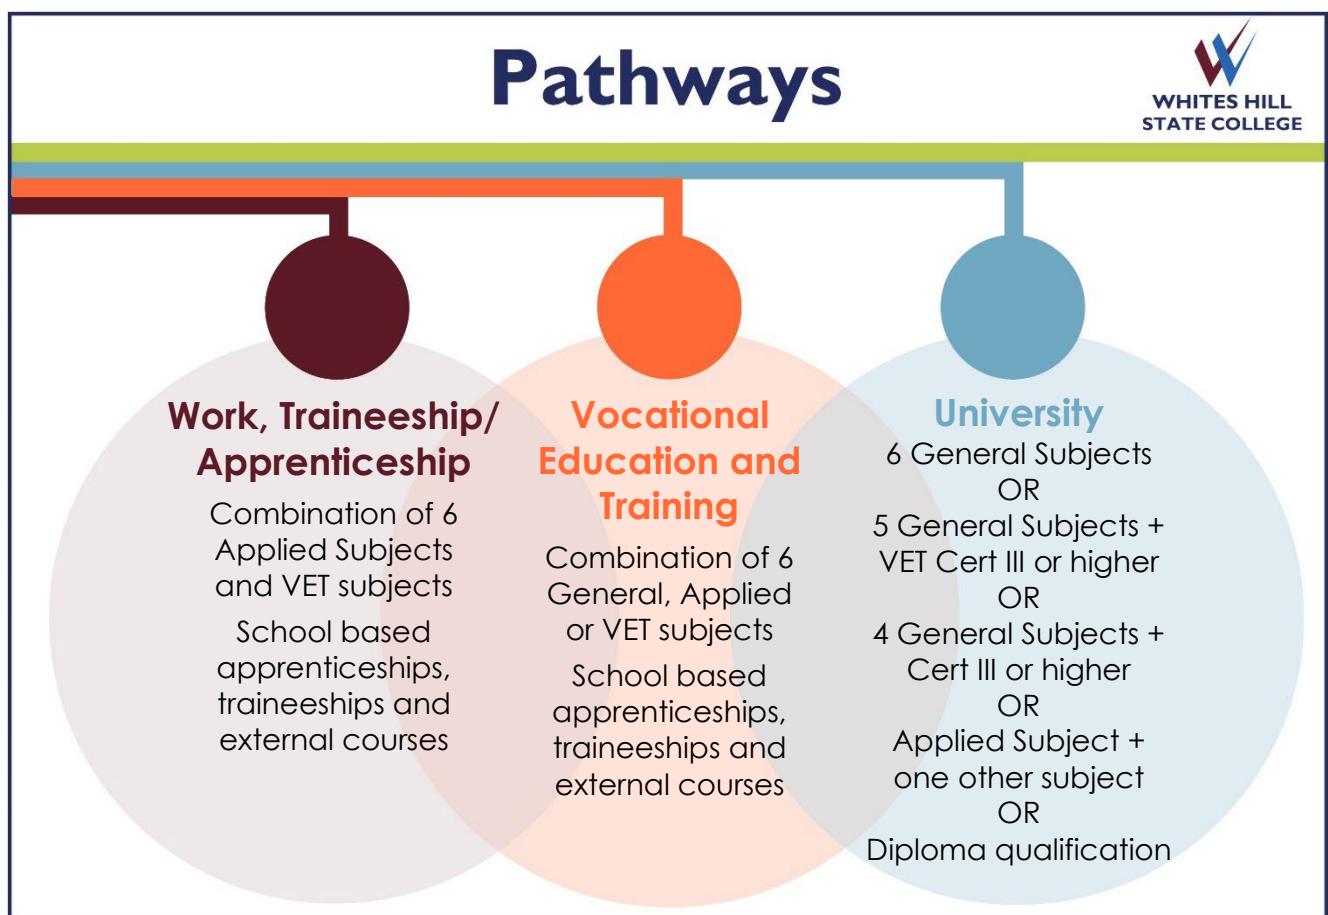 Pathways
WHITES HILL
STATE COLLEGE
Work, Traineeship/
Apprenticeship
Combination of 6
Applied Subjects
and VET subjects
School based
apprenticeships,
traineeships and
external courses
Vocational
Education and
Training
Combination of 6
General, Applied
or VET subjects
School based
apprenticeships,
traineeships and
external courses
University
6 General Subjects
OR
5 General Subjects +
VET Cert III or higher
OR
4 General Subjects +
Cert III or higher
OR
Applied Subject +
one other subject
OR
Diploma qualification